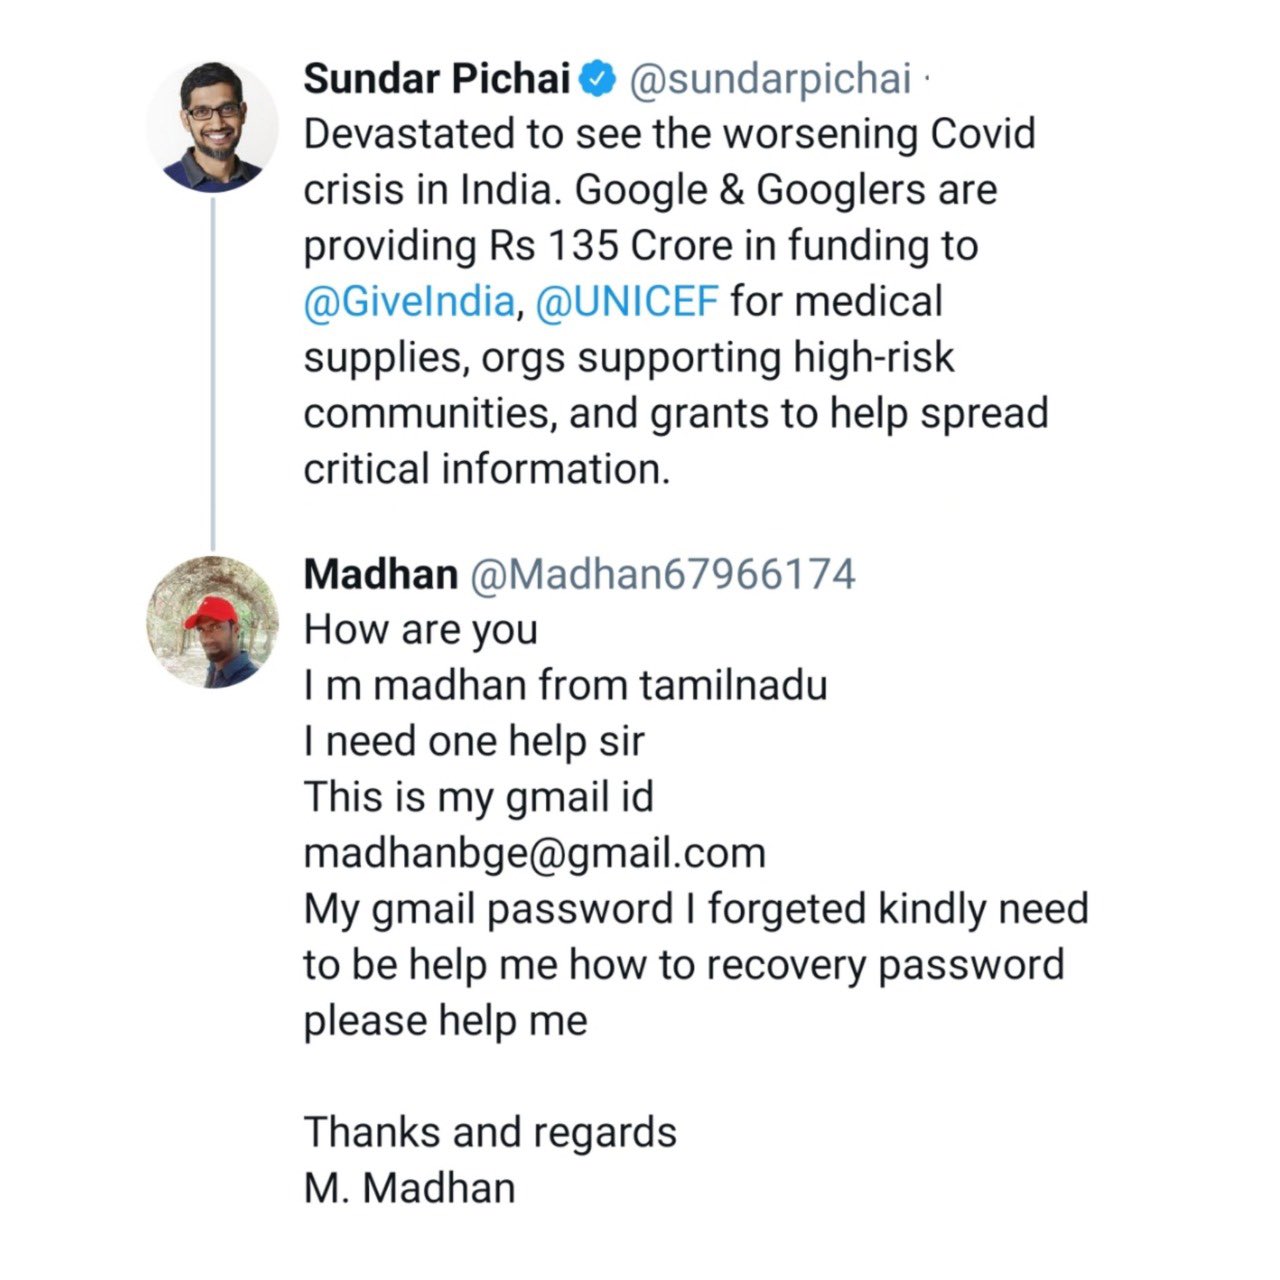 Sundar Pichai @sundarpichai ·
Devastated to see the worsening Covid
crisis in India. Google & Googlers are
providing Rs 135 Crore in funding to
@GiveIndia, @UNICEF for medical
supplies, orgs supporting high-risk
communities, and grants to help spread
critical information.
Madhan @Madhan67966174
How are you
I m madhan from tamilnadu
I need one help sir
This is my gmail id
madhanbge@gmail.com
My gmail password I forgeted kindly need
to be help me how to recovery password
please help me
Thanks and regards
M. Madhan